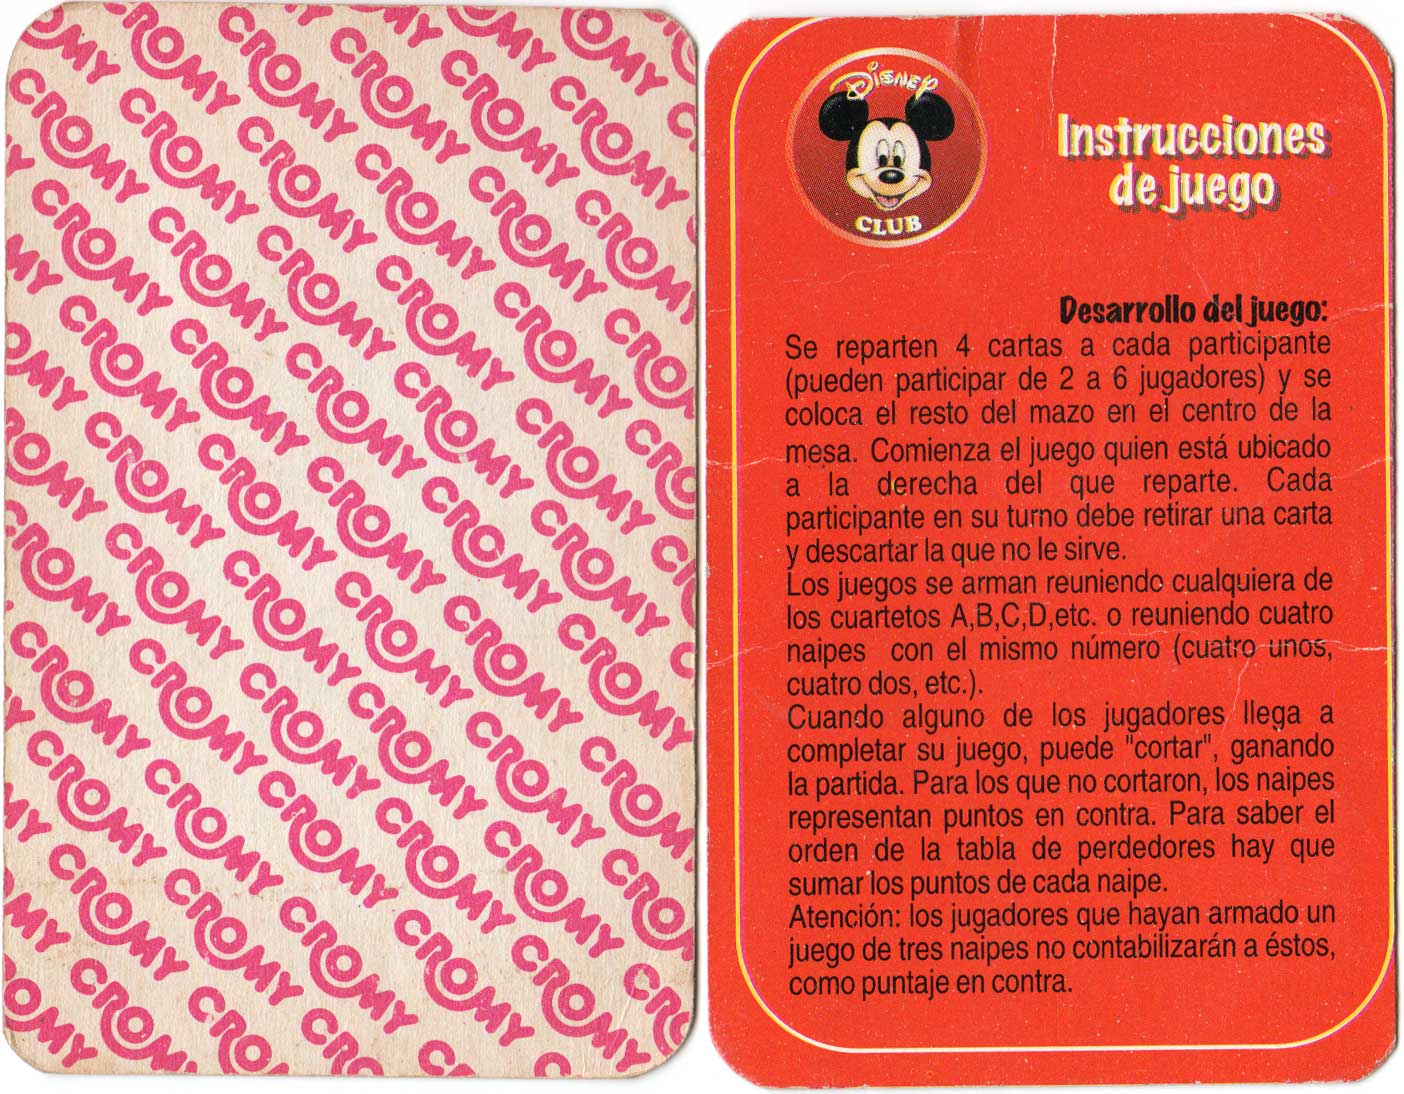 CROMY
DISNEY
CLUB
Instrucciones
de juego
Desarrollo del juego:
Se reparten 4 cartas a cada participante
(pueden participar de 2 a 6 jugadores) y se
coloca el resto del mazo en el centro de la
mesa. Comienza el juego quien está ubicado
a la derecha del que reparte. Cada
participante en su turno debe retirar una carta
y descartar la que no le sirve.
Los juegos se arman reuniendo cualquiera de
los cuartetos A,B,C,D,etc. o reuniendo cuatro
naipes con el mismo número (cuatro unos,
cuatro dos, etc.).
Cuando alguno de los jugadores llega a
completar su juego, puede "cortar", ganando
la partida. Para los que no cortaron, los naipes
representan puntos en contra. Para saber el
orden de la tabla de perdedores hay que
sumar los puntos de cada naipe.
Atención: los jugadores que hayan armado un
juego de tres naipes no contabilizarán a éstos,
como puntaje en contra.